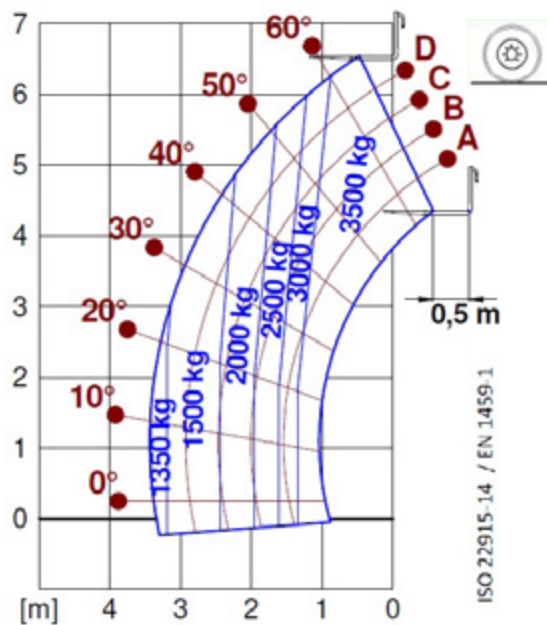 7
6
5
4
3
2
1
0
[m]
4
3
2
1
0
60°
50°
40°
30°
20°
10°
0°
D
C
B
A
1350 kg
1500 kg
2000 kg
2500 kg
3000 kg
3500 kg
0,5 m
ISO 22915-14 / EN 1459-1